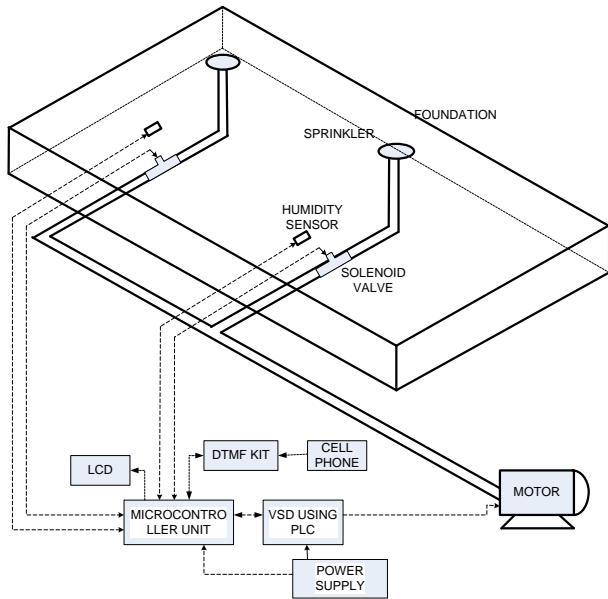 FOUNDATION
SPRINKLER
HUMIDITY
SENSOR
SOLENOID
VALVE
DTMF KIT
CELL
PHONE
LCD
MOTOR
MICROCONTRO
LLER UNIT
VSD USING
PLC
POWER
SUPPLY